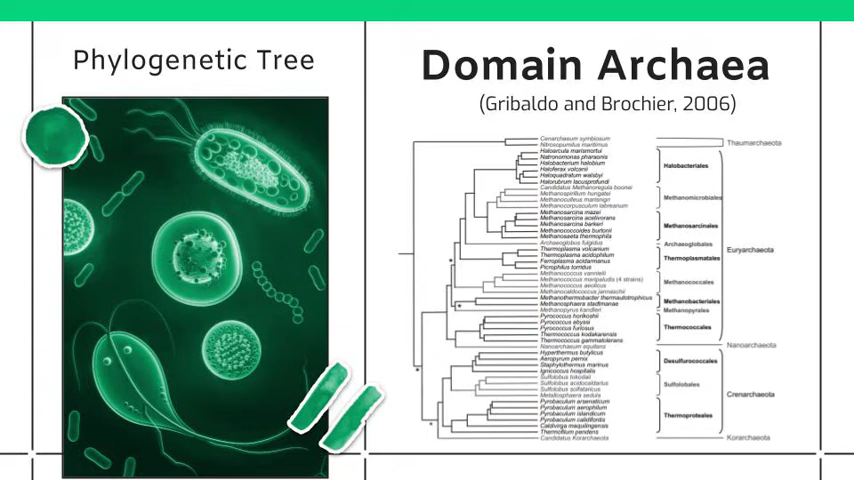 Phylogenetic Tree
Domain Archaea
(Gribaldo and Brochier, 2006)
Cenarchaeum symbiosum
Nitrosopumilus maritimus
Haloarcula marismortui
Natronomonas pharaonis
Halobacterium halobium
Haloferax volcanii
Haloquadratum walsbyi
Halorubrum lacusprofundi
Candidatus Methanoregula boonei
Methanospirillum hungatei
Methanoculleus marisnigri
Methanocorpusculum labreanum
Methanosarcina mazei
Methanosarcina acetivorans
Methanosarcina barkeri
Methanococcoides burtonii
Methanosaeta thermophila
Archaeoglobus fulgidus
Thermoplasma volcanium
Thermoplasma acidophilum
Ferroplasma acidarmanus
Picrophilus torridus
Methanococcus vannielii
Methanococcus maripaludis (4 strains)
Methanococcus aeolicus
Methanocaldococcus jannaschii
Methanothermobacter thermautotrophicus
Methanosphaera stadtmanae
Methanopyrus kandleri
Pyrococcus horikoshii
Pyrococcus abyssi
Pyrococcus furiosus
Thermococcus kodakarensis
Thermococcus gammatolerans
Nanoarchaeum equitans
Hyperthermus butylicus
Aeropyrum pernix
Staphylothermus marinus
Ignicoccus hospitalis
Sulfolobus tokodaii
Sulfolobus acidocaldarius
Sulfolobus solfataricus
Metallosphaera sedula
Pyrobaculum arsenaticum
Pyrobaculum aerophilum
Pyrobaculum islandicum
Pyrobaculum calidifontis
Caldivirga maquilingensis
Thermofilum pendens
Candidatus Korarchaeota
Halobacteriales
Methanomicrobiales
Methanosarcinales
Archaeoglobales
Thermoplasmatales
Methanococcales
Methanobacteriales
Methanopyrales
Thermococcales
Desulfurococcales
Sulfolobales
Thermoproteales
Thaumarchaeota
Euryarchaeota
Nanoarchaeota
Crenarchaeota
Korarchaeota